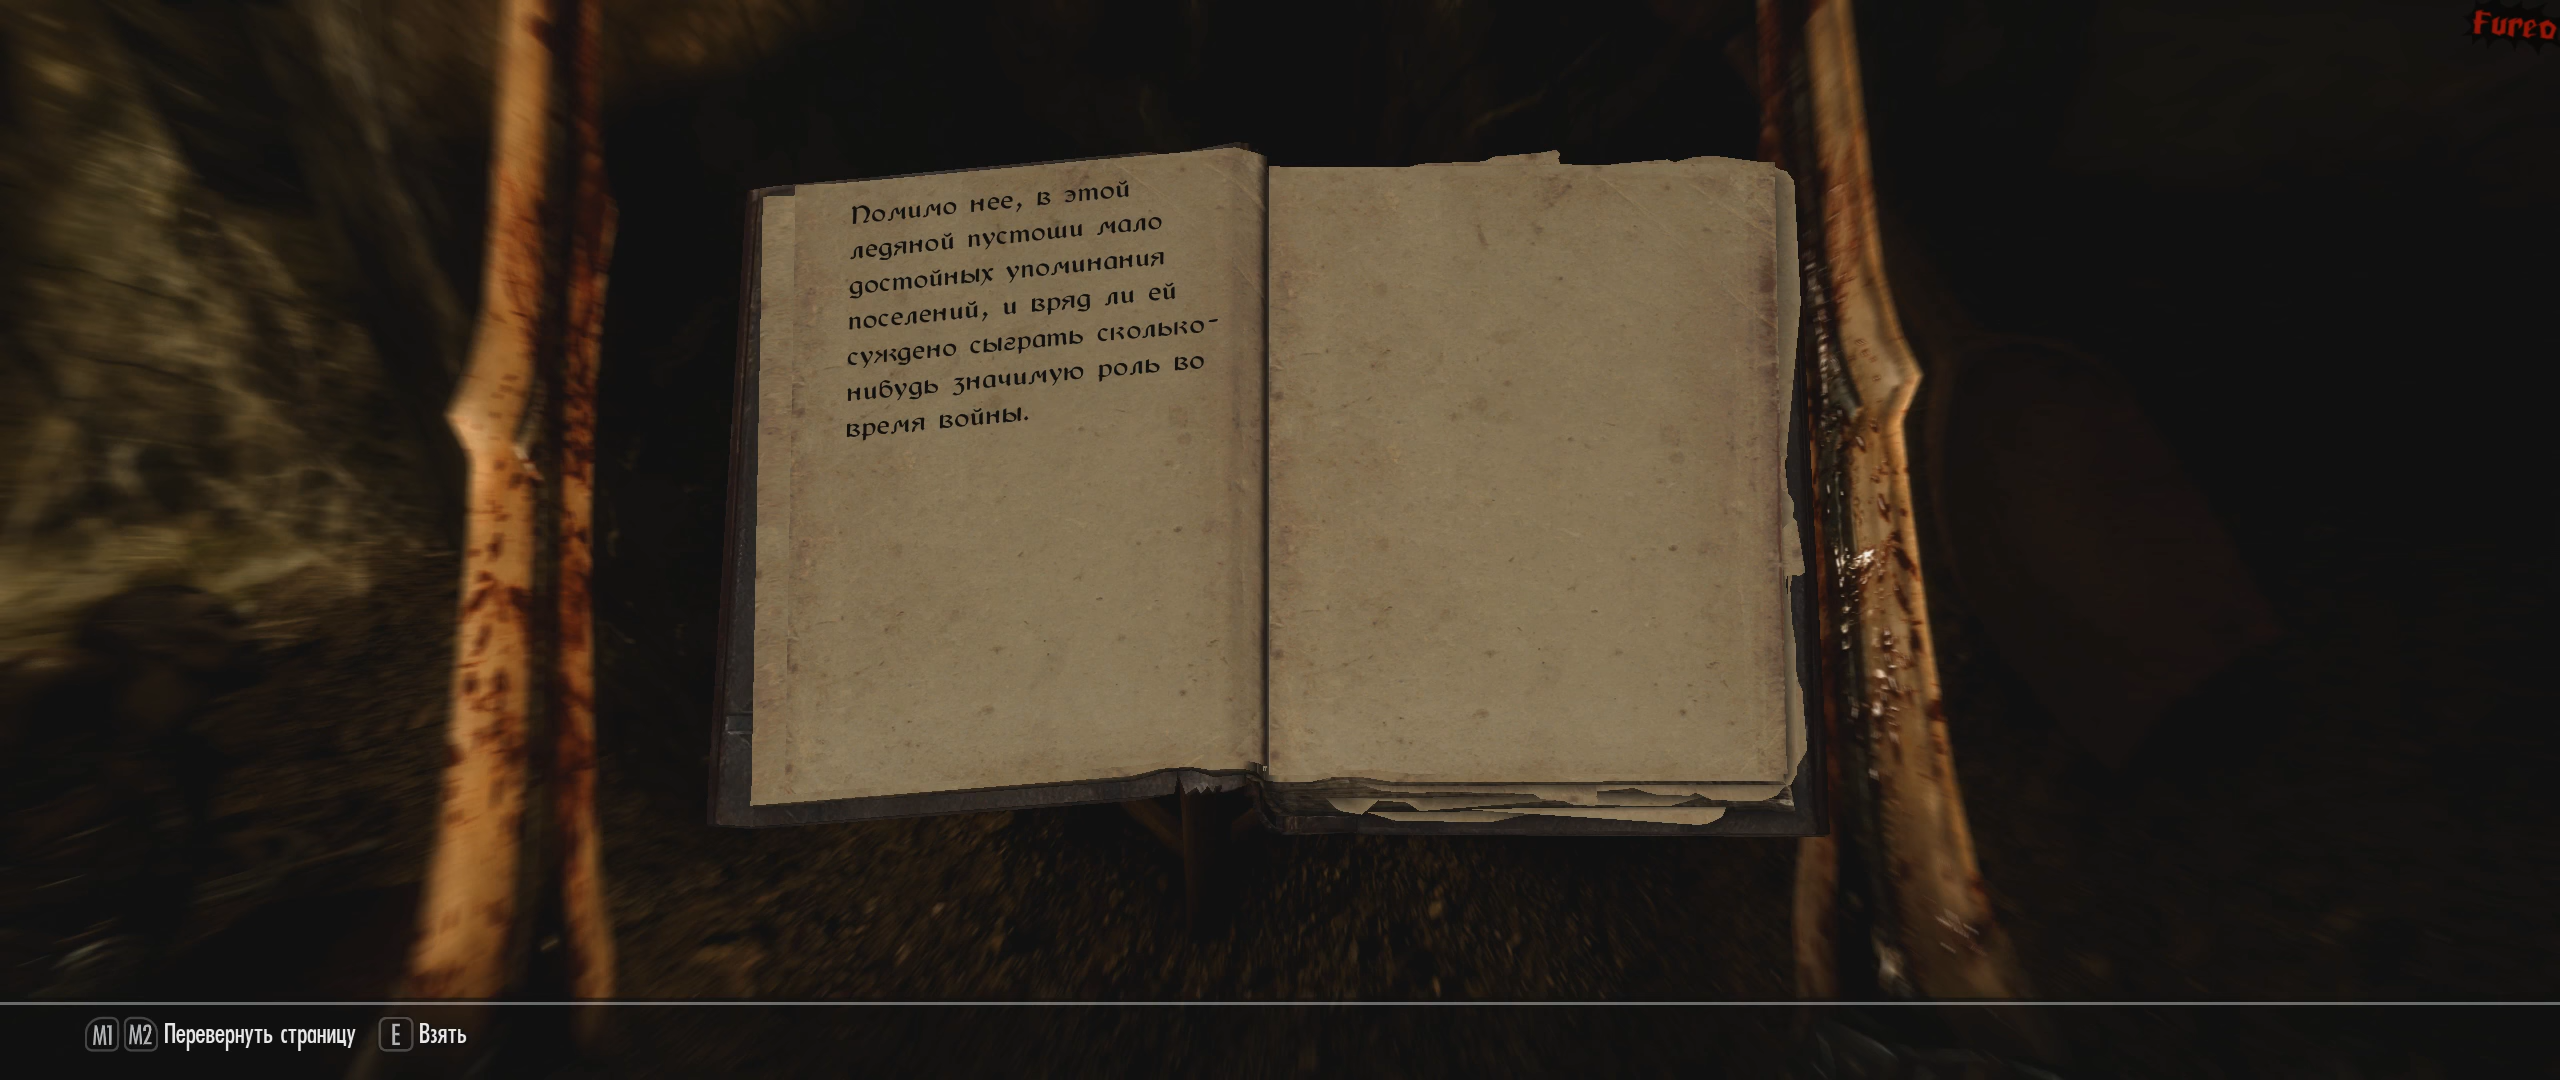 Fureo
Помимо нее, в этой
ледяной пустоши мало
достойных упоминания
поселений, и вряд ли ей
суждено сыграть сколько-
нибудь значимую роль во
время войны.
M1 M2 Перевернуть страницу E Взять